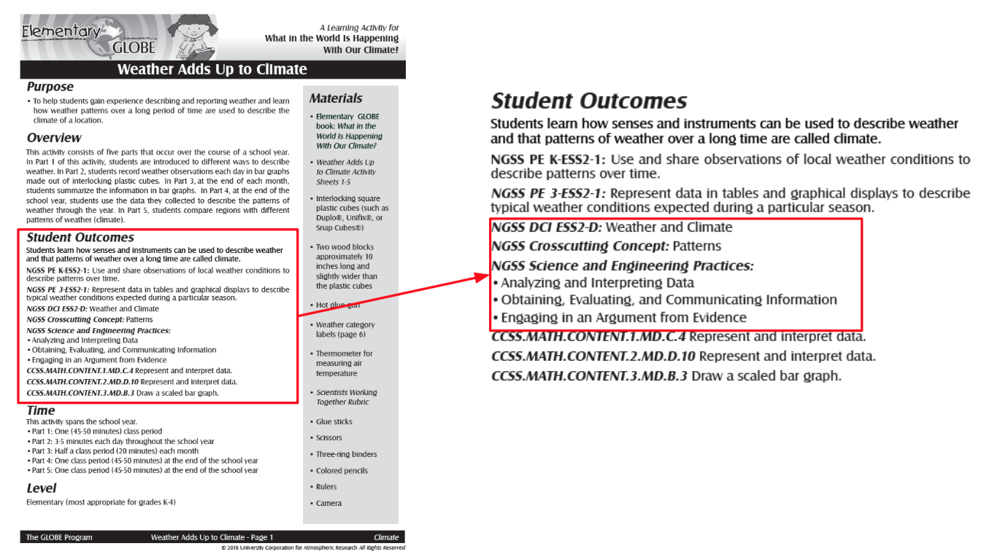 Elementary
GLOBE
A Learning Activity for
What in the World Is Happening
With Our Climate?
Weather Adds Up to Climate
Purpose
• To help students gain experience describing and reporting weather and learn
how weather patterns over a long period of time are used to describe the
climate of a location.
Overview
This activity consists of five parts that occur over the course of a school year.
In Part 1 of this activity, students are introduced to different ways to describe
weather. In Part 2, students record weather observations each day in bar graphs
made out of interlocking plastic cubes. In Part 3, at the end of each month,
students summarize the information in bar graphs. In Part 4, at the end of the
school year, students use the data they collected to describe the patterns of
weather through the year. In Part 5, students compare regions with different
patterns of weather (climate).
Student Outcomes
Students learn how senses and instruments can be used to describe weather
and that patterns of weather over a long time are called climate.
NGSS PE K-ESS2-1: Use and share observations of local weather conditions to
describe patterns over time.
NGSS PE 3-ESS2-1: Represent data in tables and graphical displays to describe
typical weather conditions expected during a particular season.
NGSS DCI ESS2-D: Weather and Climate
NGSS Crosscutting Concept: Patterns
NGSS Science and Engineering Practices:
• Analyzing and Interpreting Data
• Obtaining, Evaluating, and Communicating Information
• Engaging in an Argument from Evidence
CCSS.MATH.CONTENT.1.MD.C.4 Represent and interpret data.
CCSS.MATH.CONTENT.2.MD.D.10 Represent and interpret data.
CCSS.MATH.CONTENT.3.MD.B.3 Draw a scaled bar graph.
Time
This activity spans the school year.
• Part 1: One (45-50 minutes) class period
• Part 2: 3-5 minutes each day throughout the school year
• Part 3: Half a class period (20 minutes) each month
• Part 4: One class period (45-50 minutes) at the end of the school year
• Part 5: One class period (45-50 minutes) at the end of the school year
Level
Elementary (most appropriate for grades K-4)
Materials
• Elementary GLOBE
book: What in the
World Is Happening
With Our Climate?
• Weather Adds Up
to Climate Activity
Sheets 1-5
• Interlocking square
plastic cubes (such as
Duplo®, Unifix®, or
Snap Cubes®)
• Two wood blocks
approximately 10
inches long and
slightly wider than
the plastic cubes
• Hot glue gun
• Weather category
labels (page 6)
• Thermometer for
measuring air
temperature
• Scientists Working
Together Rubric
• Glue sticks
• Scissors
• Three-ring binders
• Colored pencils
• Rulers
• Camera
The GLOBE Program
Weather Adds Up to Climate - Page 1
Climate
© 2016 University Corporation for Atmospheric Research All Rights Reserved
Student Outcomes
Students learn how senses and instruments can be used to describe weather
and that patterns of weather over a long time are called climate.
NGSS PE K-ESS2-1: Use and share observations of local weather conditions to
describe patterns over time.
NGSS PE 3-ESS2-1: Represent data in tables and graphical displays to describe
typical weather conditions expected during a particular season.
NGSS DCI ESS2-D: Weather and Climate
NGSS Crosscutting Concept: Patterns
NGSS Science and Engineering Practices:
• Analyzing and Interpreting Data
• Obtaining, Evaluating, and Communicating Information
• Engaging in an Argument from Evidence
CCSS.MATH.CONTENT.1.MD.C.4 Represent and interpret data.
CCSS.MATH.CONTENT.2.MD.D.10 Represent and interpret data.
CCSS.MATH.CONTENT.3.MD.B.3 Draw a scaled bar graph.